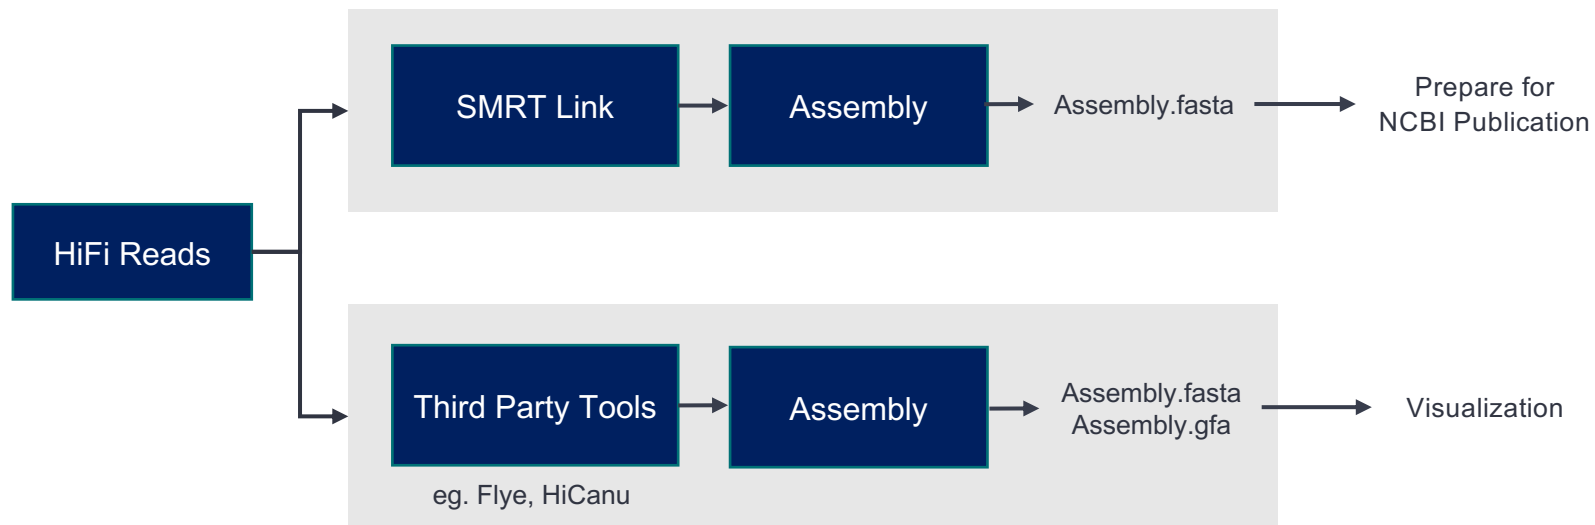 HiFi Reads
SMRT Link
Assembly
Assembly.fasta
Prepare for
NCBI Publication
Third Party Tools
eg. Flye, HiCanu
Assembly
Assembly.fasta
Assembly.gfa
Visualization